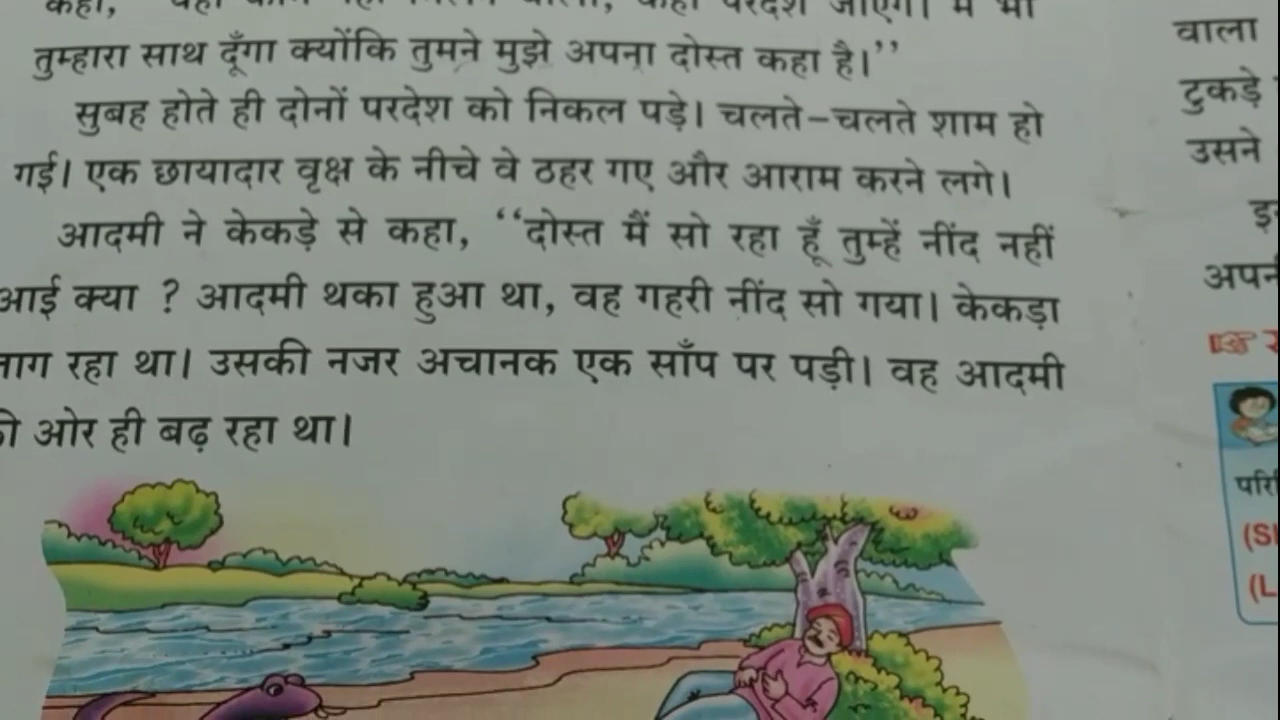 कहा,
तुम्हारा साथ दूँगा क्योंकि तुमने मुझे अपना दोस्त कहा है।’’
सुबह होते ही दोनों परदेश को निकल पड़े। चलते–चलते शाम हो
गई। एक छायादार वृक्ष के नीचे वे ठहर गए और आराम करने लगे।
आदमी ने केकड़े से कहा, ‘‘दोस्त मैं सो रहा हूँ तुम्हें नींद नहीं
आई क्या ? आदमी थका हुआ था, वह गहरी नींद सो गया। केकड़ा
रहा था। उसकी नजर अचानक एक साँप पर पड़ी। वह आदमी
ओर ही बढ़ रहा था।
वाला
टुकड़े
उसने